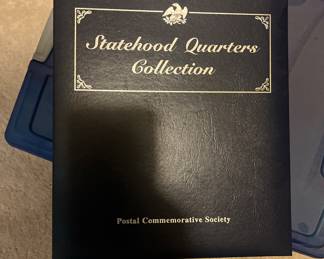 Statehood Quarters
Collection
Postal Commemorative Society